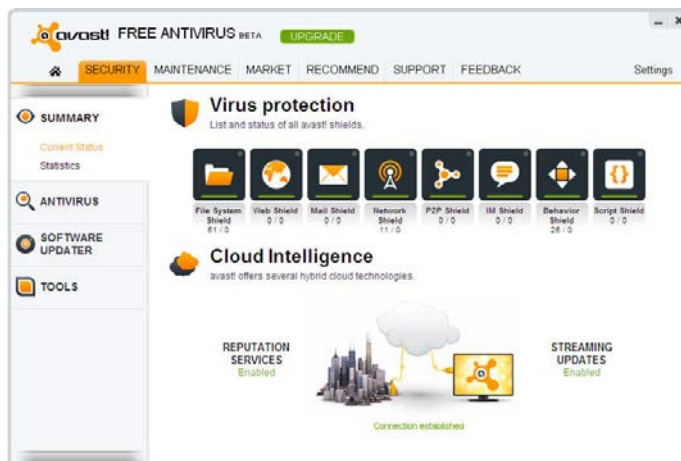 avast! FREE ANTIVIRUS BETA UPGRADE
SECURITY MAINTENANCE MARKET RECOMMEND SUPPORT FEEDBACK Settings
SUMMARY
Current Status
Statistics
ANTIVIRUS
SOFTWARE
UPDATER
TOOLS
Virus protection
List and status of all avast! shields.
File System Shield
61 / 0
Web Shield
0 / 0
Mail Shield
0 / 0
Network Shield
11 / 0
P2P Shield
0 / 0
IM Shield
0 / 0
Behavior Shield
26 / 0
Script Shield
0 / 0
Cloud Intelligence
avast! offers several hybrid cloud technologies.
REPUTATION
SERVICES
Enabled
STREAMING
UPDATES
Enabled
Connection established